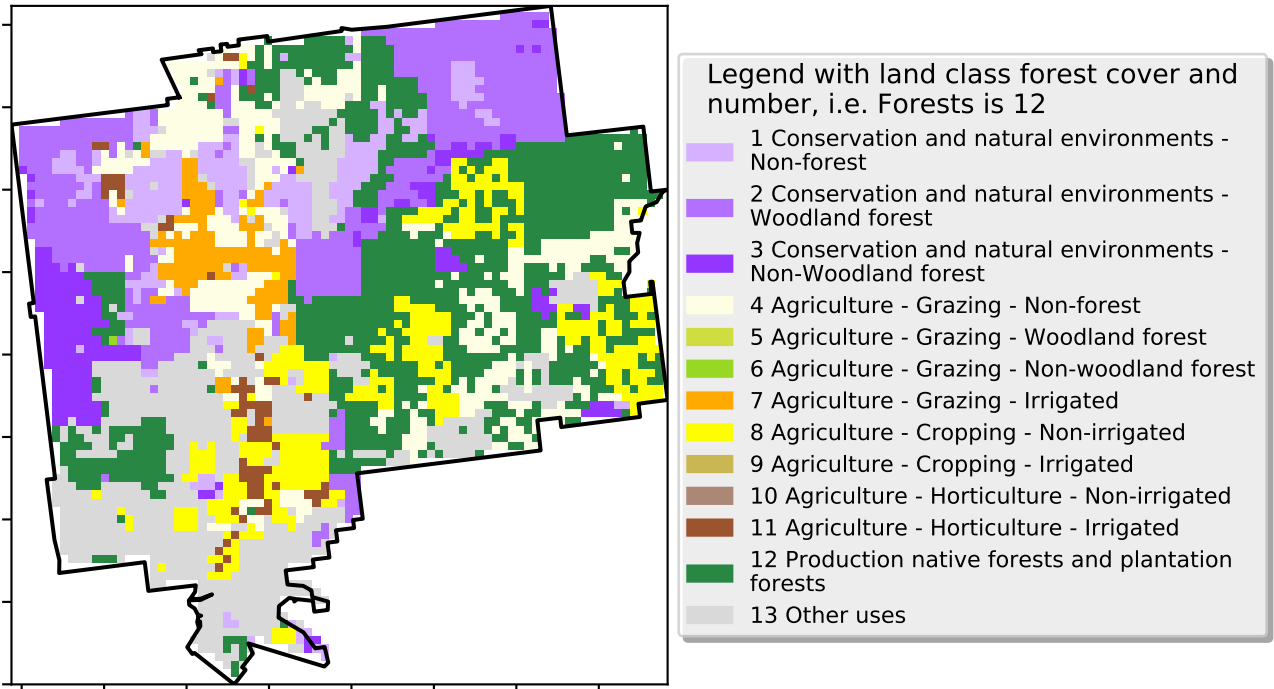 Legend with land class forest cover and
number, i.e. Forests is 12
1 Conservation and natural environments -
Non-forest
2 Conservation and natural environments -
Woodland forest
3 Conservation and natural environments -
Non-Woodland forest
4 Agriculture - Grazing - Non-forest
5 Agriculture - Grazing - Woodland forest
6 Agriculture - Grazing - Non-woodland forest
7 Agriculture - Grazing - Irrigated
8 Agriculture - Cropping - Non-irrigated
9 Agriculture - Cropping - Irrigated
10 Agriculture - Horticulture - Non-irrigated
11 Agriculture - Horticulture - Irrigated
12 Production native forests and plantation
forests
13 Other uses